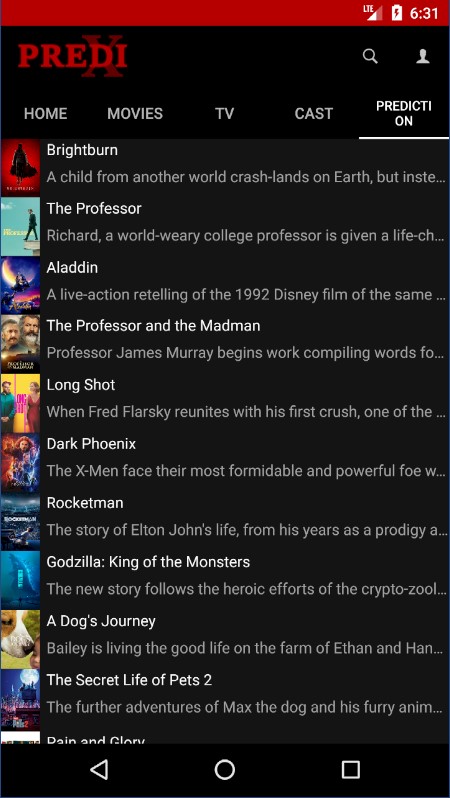 LTE 6:31
PREDIX
HOME MOVIES TV CAST PREDICTI
ON
Brightburn
A child from another world crash-lands on Earth, but inste...
The Professor
Richard, a world-weary college professor is given a life-ch...
Aladdin
A live-action retelling of the 1992 Disney film of the same ...
The Professor and the Madman
Professor James Murray begins work compiling words fo...
Long Shot
When Fred Flarsky reunites with his first crush, one of the ...
Dark Phoenix
The X-Men face their most formidable and powerful foe w...
Rocketman
The story of Elton John's life, from his years as a prodigy a...
Godzilla: King of the Monsters
The new story follows the heroic efforts of the crypto-zool...
A Dog's Journey
Bailey is living the good life on the farm of Ethan and Han...
The Secret Life of Pets 2
The further adventures of Max the dog and his furry anim...
Pain and Glory